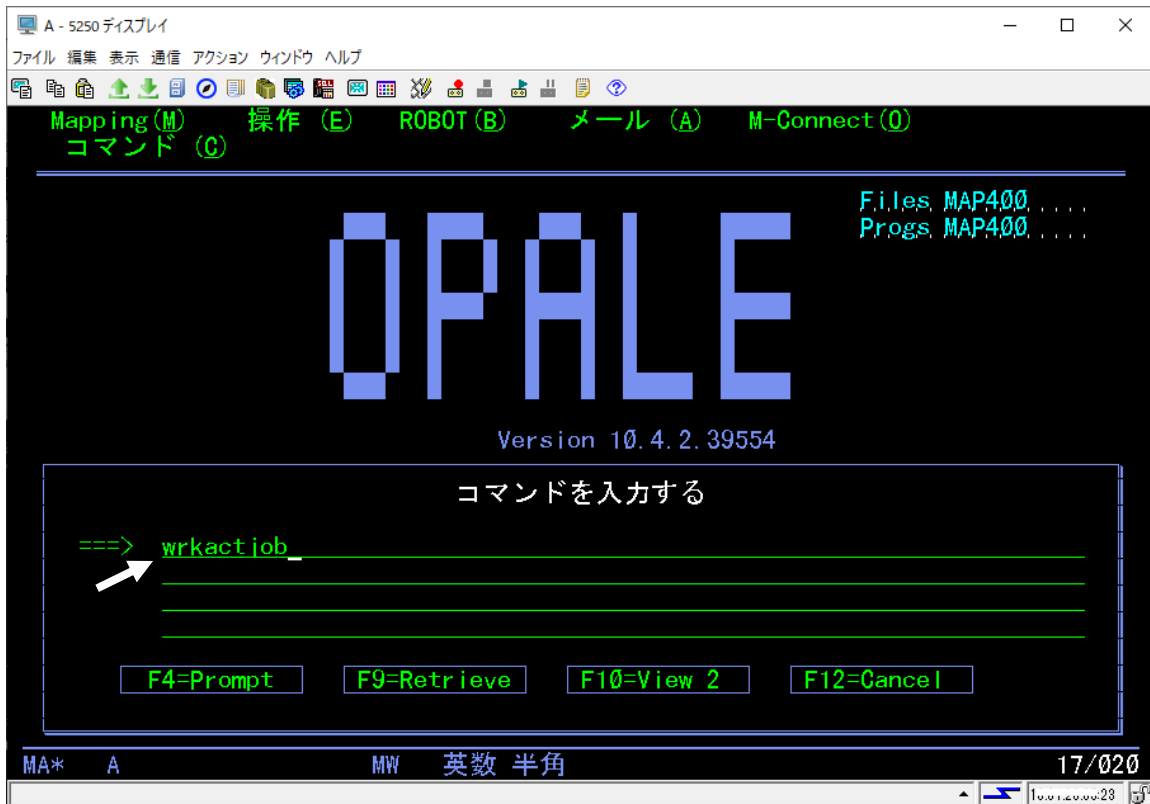 A - 5250 ディスプレイ
ファイル 編集 表示 通信 アクション ウィンドウ ヘルプ
Mapping(M) 操作 (E) ROBOT(B) メール (A) M-Connect(O)
コマンド (C)
Files MAP400.....
Progs MAP400.....
OPALE
Version 10.4.2.39554
コマンドを入力する
===> wrkactjob_
F4=Prompt F9=Retrieve F10=View 2 F12=Cancel
MA* A MW 英数 半角 17/020